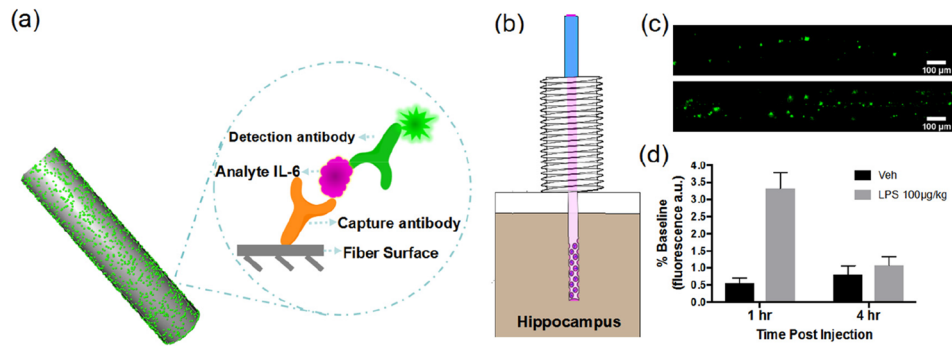 (a)
Detection antibody
Analyte IL-6
Capture antibody
Fiber Surface
(b)
Hippocampus
(c)
100 µm
100 µm
(d)
% Baseline
(fluorescence a.u.)
4.0
3.5
3.0
2.5
2.0
1.5
1.0
0.5
0.0
Veh
LPS 100µg/kg
1 hr
4 hr
Time Post Injection